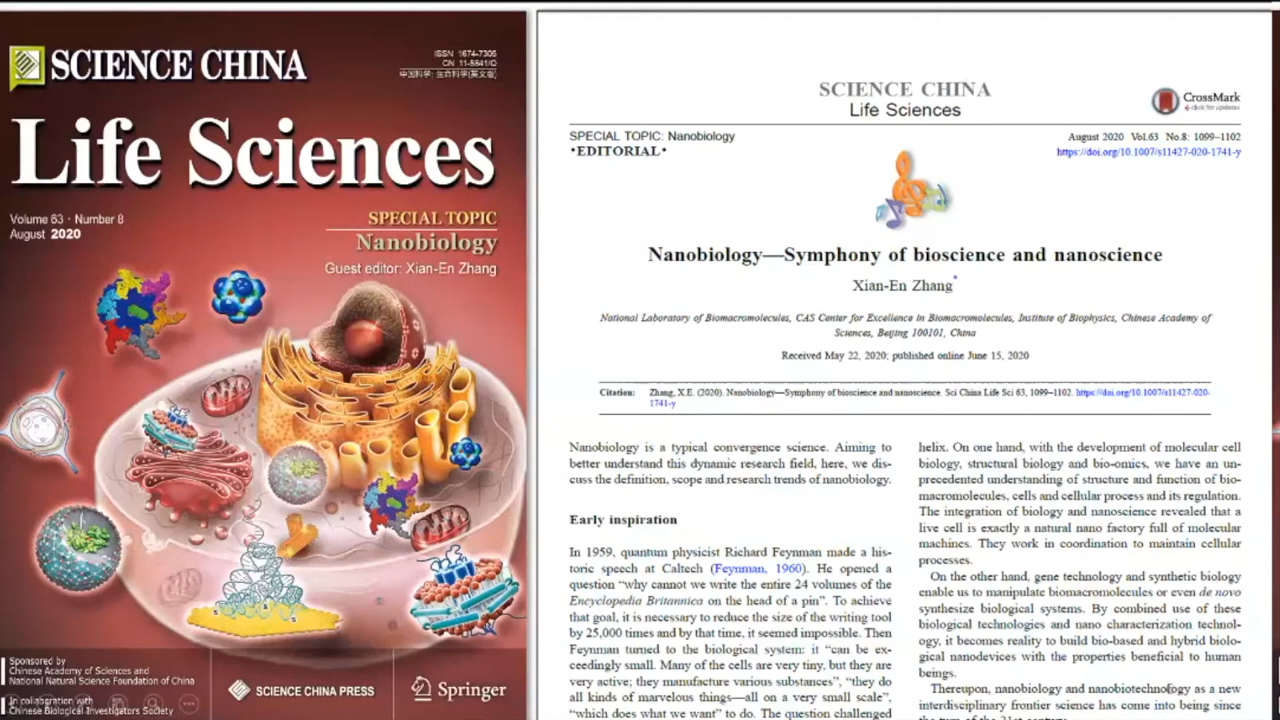 SCIENCE CHINA
ISSN 1674-7305
CN 11-5841/Q
中国科学: 生命科学(英文版)
Life Sciences
Volume 63 · Number 8
August 2020
SPECIAL TOPIC
Nanobiology
Guest editor: Xian-En Zhang
Sponsored by
Chinese Academy of Sciences and
National Natural Science Foundation of China
In collaboration with
Chinese Biological Investigators Society
SCIENCE CHINA PRESS
Springer
SCIENCE CHINA
Life Sciences
CrossMark
click for updates
SPECIAL TOPIC: Nanobiology
•EDITORIAL•
August 2020 Vol.63 No.8: 1099–1102
https://doi.org/10.1007/s11427-020-1741-y
Nanobiology—Symphony of bioscience and nanoscience
Xian-En Zhang*
National Laboratory of Biomacromolecules, CAS Center for Excellence in Biomacromolecules, Institute of Biophysics, Chinese Academy of
Sciences, Beijing 100101, China
Received May 22, 2020; published online June 15, 2020
Citation: Zhang, X.E. (2020). Nanobiology—Symphony of bioscience and nanoscience. Sci China Life Sci 63, 1099–1102. https://doi.org/10.1007/s11427-020-
1741-y
Nanobiology is a typical convergence science. Aiming to
better understand this dynamic research field, here, we dis-
cuss the definition, scope and research trends of nanobiology.
Early inspiration
In 1959, quantum physicist Richard Feynman made a his-
toric speech at Caltech (Feynman, 1960). He opened a
question “why cannot we write the entire 24 volumes of the
Encyclopedia Britannica on the head of a pin”. To achieve
that goal, it is necessary to reduce the size of the writing tool
by 25,000 times and by that time, it seemed impossible. Then
Feynman turned to the biological system: it “can be ex-
ceedingly small. Many of the cells are very tiny, but they are
very active; they manufacture various substances”, “they do
all kinds of marvelous things—all on a very small scale”,
“which does what we want” to do. The question challenged
helix. On one hand, with the development of molecular cell
biology, structural biology and bio-omics, we have an un-
precedented understanding of structure and function of bio-
macromolecules, cells and cellular process and its regulation.
The integration of biology and nanoscience revealed that a
live cell is exactly a natural nano factory full of molecular
machines. They work in coordination to maintain cellular
processes.
On the other hand, gene technology and synthetic biology
enable us to manipulate biomacromolecules or even de novo
synthesize biological systems. By combined use of these
biological technologies and nano characterization technol-
ogy, it becomes reality to build bio-based and hybrid biolo-
gical nanodevices with the properties beneficial to human
beings.
Thereupon, nanobiology and nanobiotechnology as a new
interdisciplinary frontier science has come into being since
the turn of the 21st century.